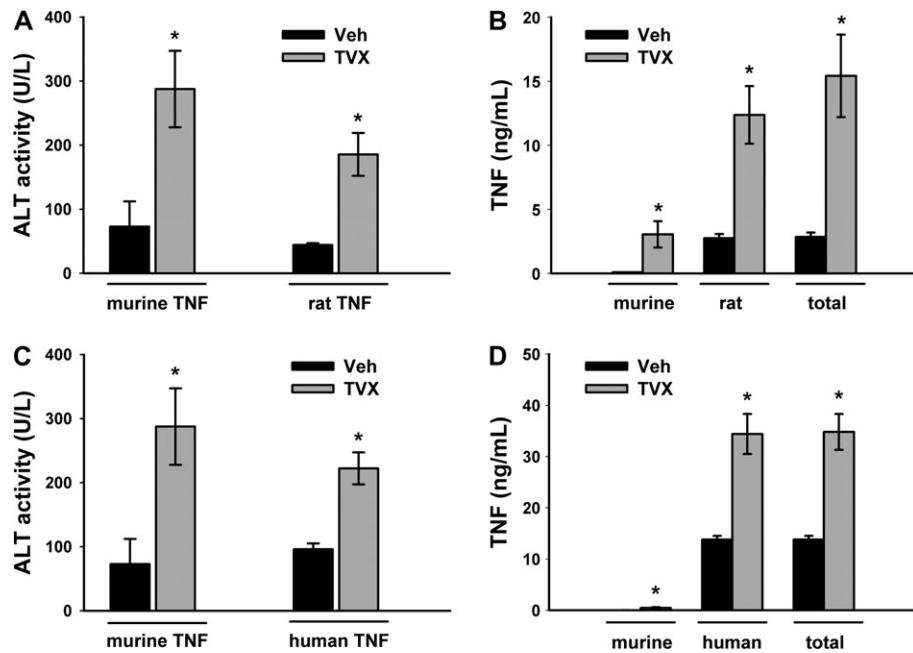 A
ALT activity (U/L)
400
300
200
100
0
Veh
TVX
*
*
murine TNF
rat TNF
B
TNF (ng/mL)
20
15
10
5
0
Veh
TVX
*
*
*
murine
rat
total
C
ALT activity (U/L)
400
300
200
100
0
Veh
TVX
*
*
murine TNF
human TNF
D
TNF (ng/mL)
50
40
30
20
10
0
Veh
TVX
*
*
*
murine
human
total